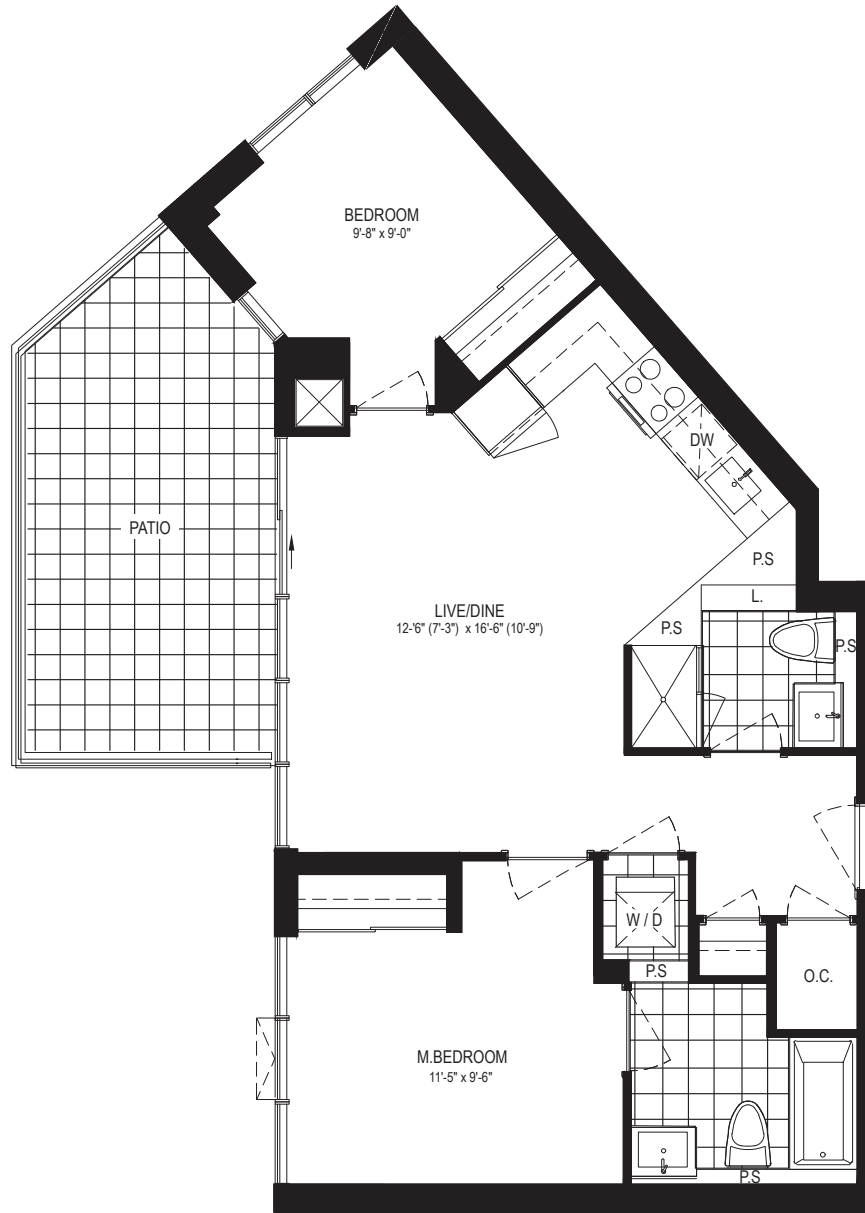 BEDROOM
9'-8" x 9'-0"
DW
PATIO
P.S
L.
LIVE/DINE
12-'6" (7'-3") x 16'-6" (10'-9")
P.S
P.S
W / D
P.S
O.C.
M.BEDROOM
11'-5" x 9'-6"
P.S